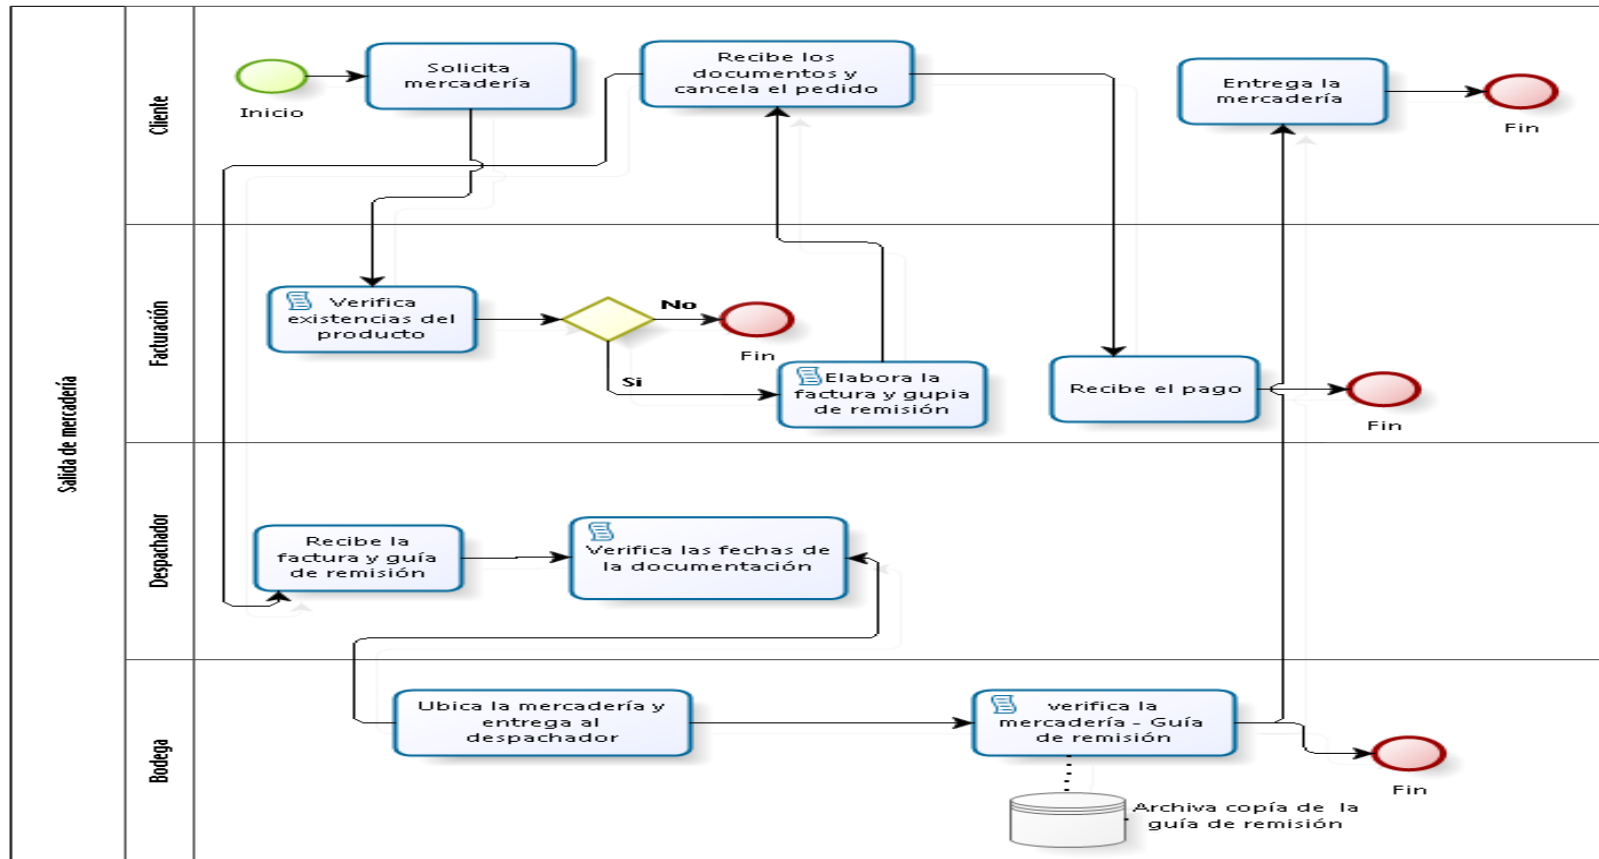 Salida de mercadería
Cliente
Inicio
Solicita
mercadería
Recibe los
documentos y
cancela el pedido
Entrega la
mercadería
Fin
Facturación
Verifica
existencias del
producto
No
Fin
Si
Elabora la
factura y gupia
de remisión
Recibe el pago
Fin
Despachador
Recibe la
factura y guía
de remisión
Verifica las fechas de
la documentación
Bodega
Ubica la mercadería y
entrega al
despachador
verifica la
mercadería - Guía
de remisión
Fin
Archiva copía de la
guía de remisión